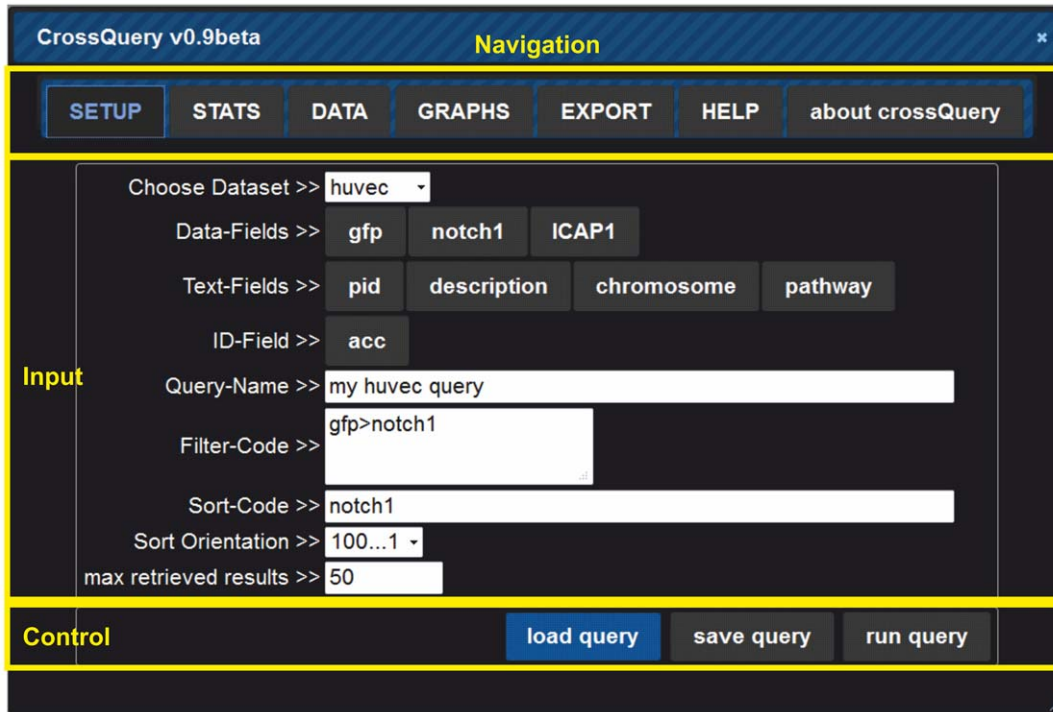 CrossQuery v0.9beta
Navigation
×
SETUP STATS DATA GRAPHS EXPORT HELP about crossQuery
Choose Dataset >> huvec
Data-Fields >> gfp notch1 ICAP1
Text-Fields >> pid description chromosome pathway
ID-Field >> acc
Input
Query-Name >> my huvec query
Filter-Code >> gfp>notch1
Sort-Code >> notch1
Sort Orientation >> 100...1
max retrieved results >> 50
Control
load query save query run query